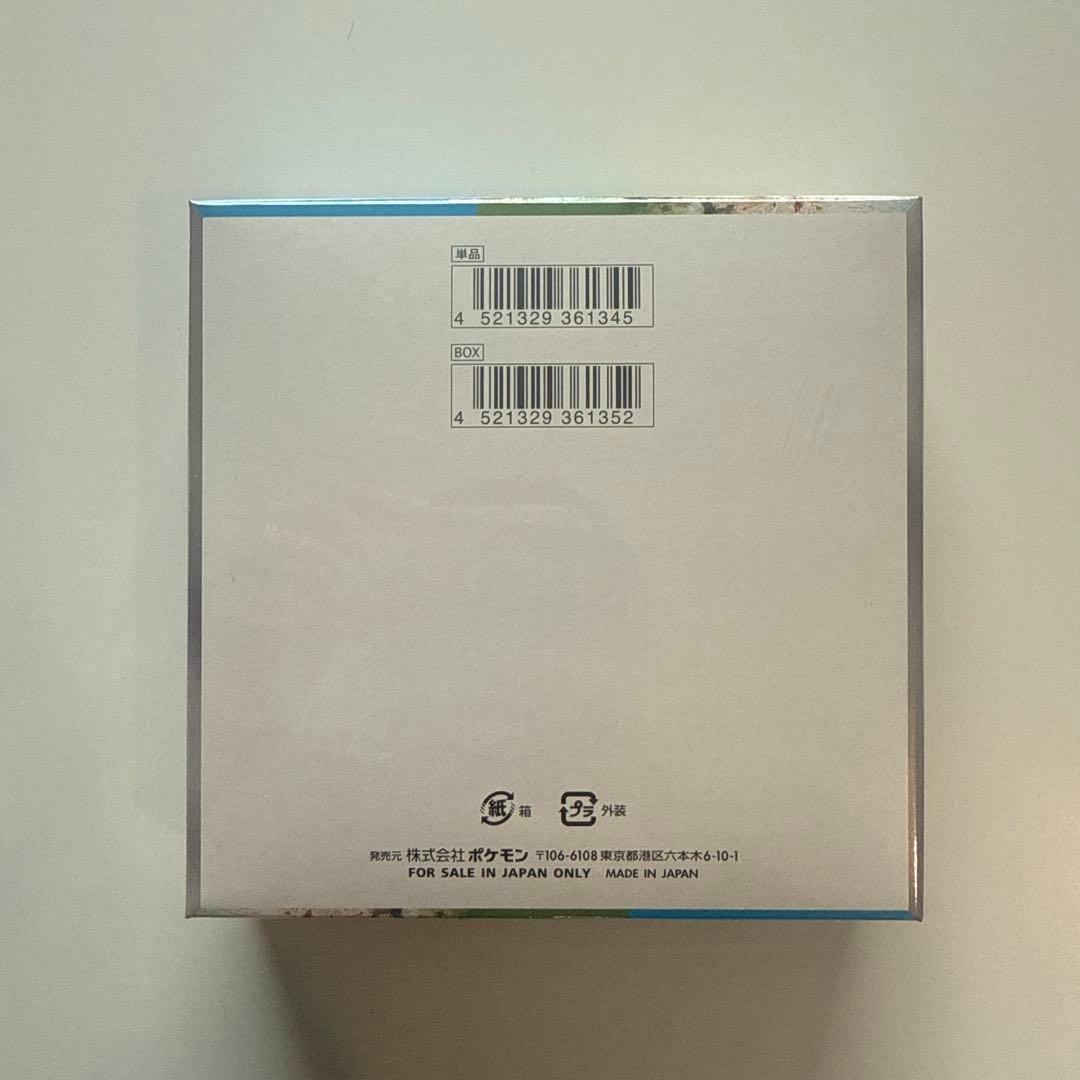 単品
4 521329 361345
BOX
4 521329 361352
紙 箱 プラ 外装
発売元 株式会社ポケモン 〒106-6108 東京都港区六本木6-10-1
FOR SALE IN JAPAN ONLY MADE IN JAPAN